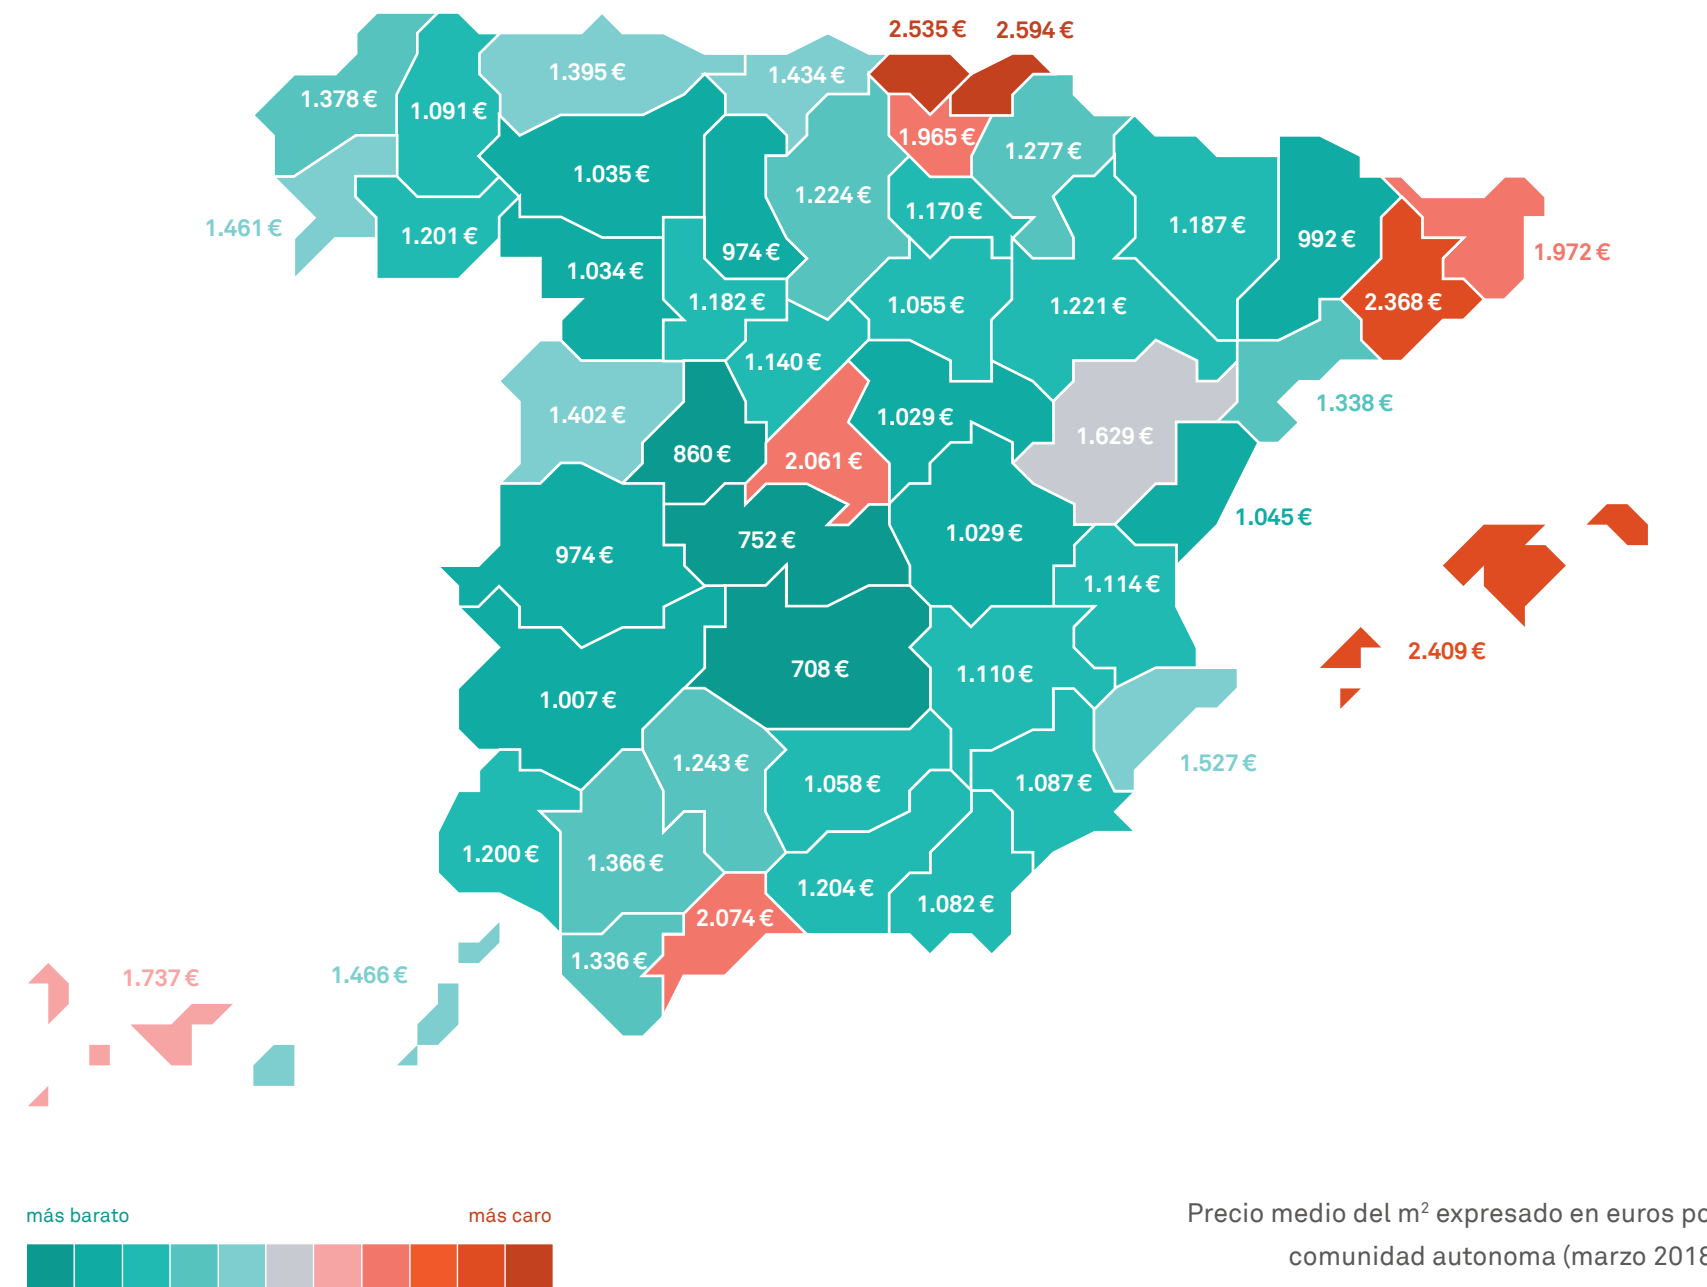 2.535 € 2.594 €
1.395 € 1.434 €
1.378 € 1.091 €
1.965 € 1.277 €
1.035 € 1.224 €
1.461 € 1.201 € 1.170 € 1.187 €
974 € 992 € 1.972 €
1.034 €
1.182 € 1.055 € 1.221 € 2.368 €
1.140 €
1.402 € 1.029 € 1.338 €
860 € 2.061 € 1.629 €
752 € 1.029 € 1.045 €
974 € 1.114 €
708 € 1.110 € 2.409 €
1.007 €
1.243 € 1.058 € 1.087 € 1.527 €
1.200 € 1.366 €
1.204 € 1.082 €
2.074 €
1.336 €
1.737 € 1.466 €
más barato más caro
Precio medio del m² expresado en euros po
comunidad autonoma (marzo 2018